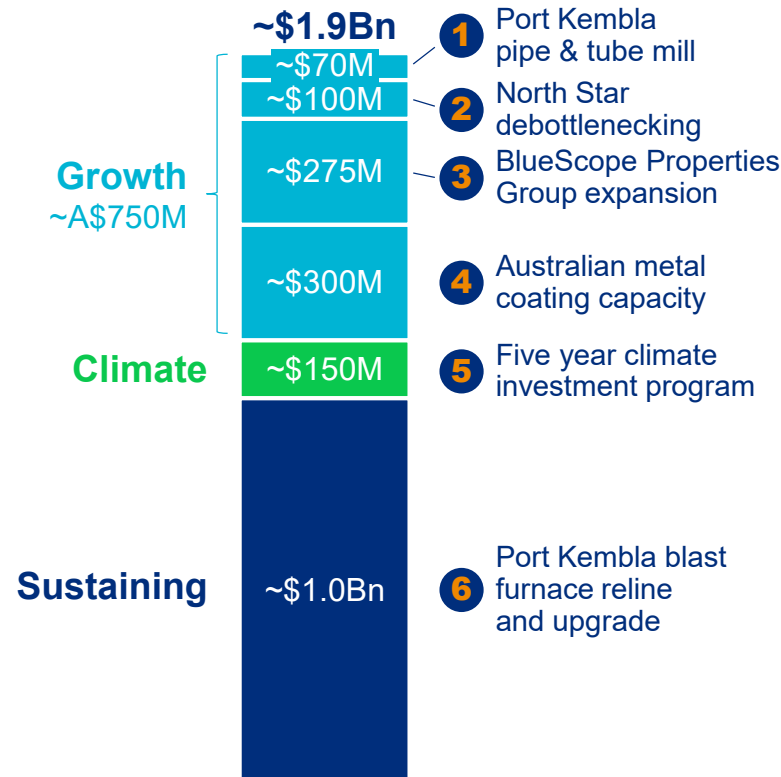 ~$1.9Bn
~$70M
1
Port Kembla
pipe & tube mill
~$100M
2
North Star
debottlenecking
Growth
~A$750M
~$275M
3
BlueScope Properties
Group expansion
~$300M
4
Australian metal
coating capacity
Climate
~$150M
5
Five year climate
investment program
Sustaining
~$1.0Bn
6
Port Kembla blast
furnace reline
and upgrade